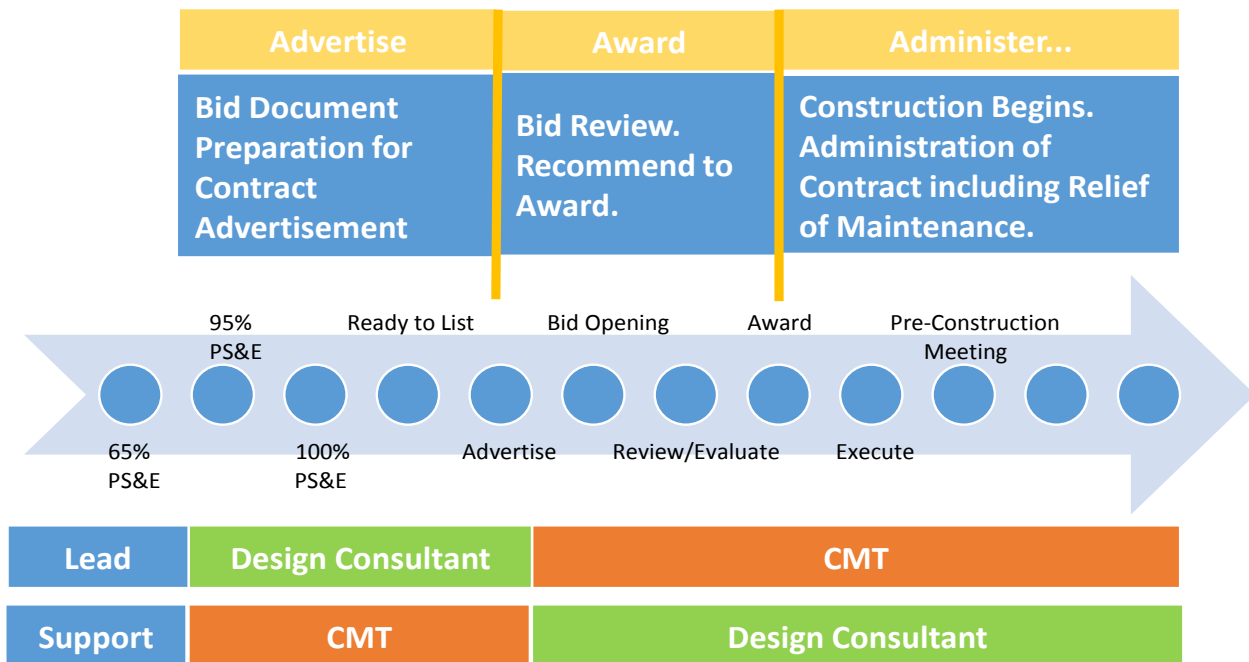 Advertise
Award
Administer...
Bid Document
Preparation for
Contract
Advertisement
Bid Review.
Recommend to
Award.
Construction Begins.
Administration of
Contract including Relief
of Maintenance.
95%
PS&E
Ready to List
Bid Opening
Award
Pre-Construction
Meeting
65%
PS&E
100%
PS&E
Advertise
Review/Evaluate
Execute
Lead
Design Consultant
CMT
Support
CMT
Design Consultant